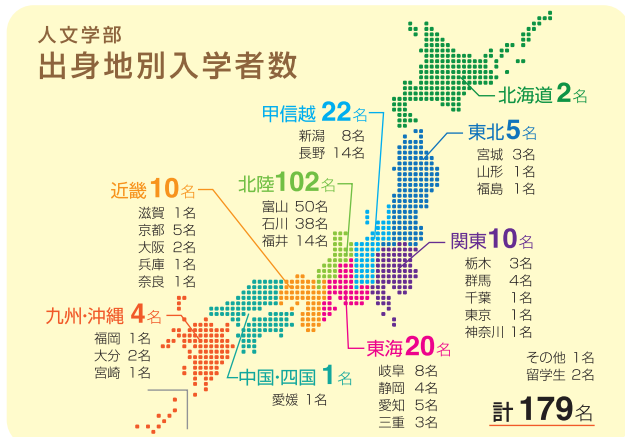 人文学部
出身地別入学者数
北海道 2名
甲信越 22名
新潟 8名
長野 14名
東北 5名
宮城 3名
山形 1名
福島 1名
北陸 102名
富山 50名
石川 38名
福井 14名
近畿 10名
滋賀 1名
京都 5名
大阪 2名
兵庫 1名
奈良 1名
関東 10名
栃木 3名
群馬 4名
千葉 1名
東京 1名
神奈川 1名
九州・沖縄 4名
福岡 1名
大分 2名
宮崎 1名
東海 20名
岐阜 8名
静岡 4名
愛知 5名
三重 3名
中国・四国 1名
愛媛 1名
その他 1名
留学生 2名
計 179名